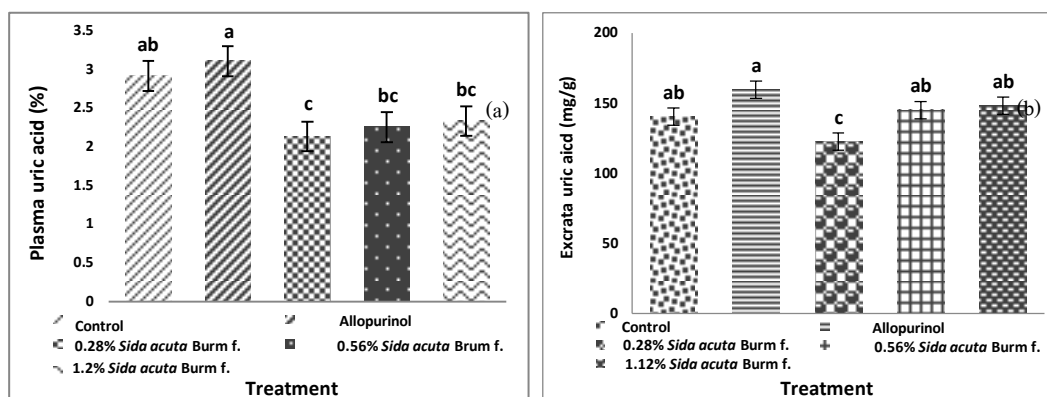 3.5
3
2.5
2
1.5
1
0.5
0
Plasma uric acid (%)
ab
a
c
bc
bc
(a)
Control
Allopurinol
0.28% Sida acuta Burm f.
0.56% Sida acuta Brum f.
1.2% Sida acuta Burm f.
Treatment
200
150
100
50
0
Excrata uric aicd (mg/g)
ab
a
c
ab
ab
(b)
Control
Allopurinol
0.28% Sida acuta Burm f.
0.56% Sida acuta Burm f.
1.12% Sida acuta Burm f.
Treatment